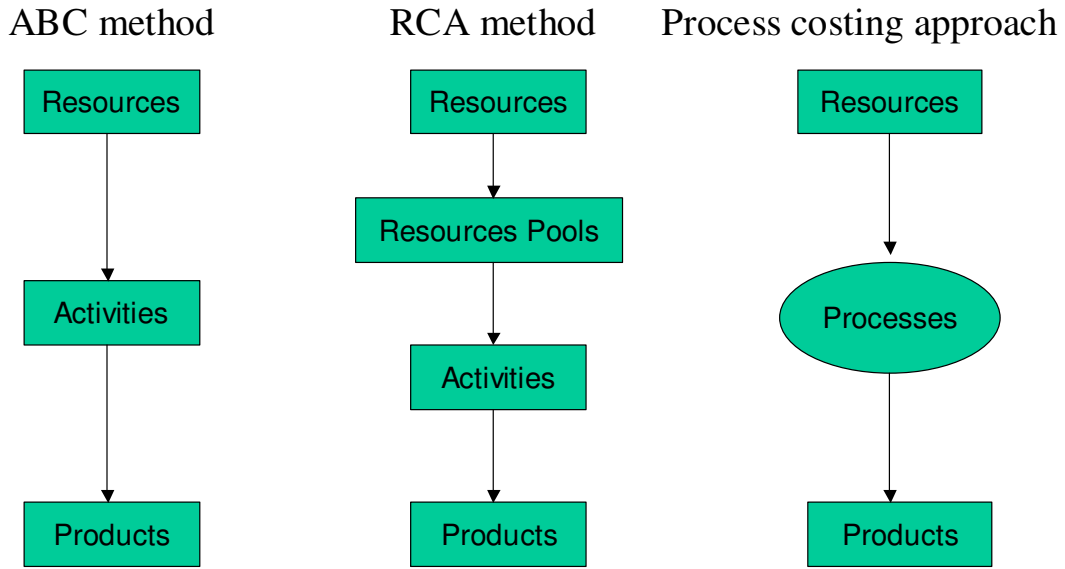 ABC method
Resources
Activities
Products
RCA method
Resources
Resources Pools
Activities
Products
Process costing approach
Resources
Processes
Products